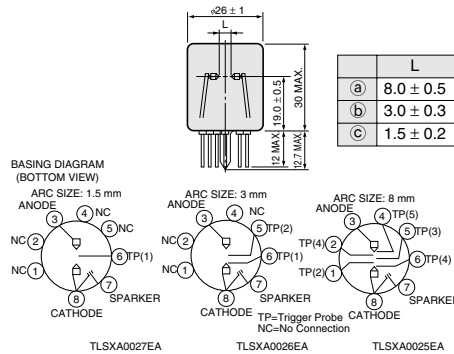 φ26 ± 1
L
19.0 ± 0.5
30 MAX.
12 MAX.
12.7 MAX.
L
ⓐ 8.0 ± 0.5
ⓑ 3.0 ± 0.3
ⓒ 1.5 ± 0.2
BASING DIAGRAM
(BOTTOM VIEW)
ARC SIZE: 1.5 mm
ANODE
3
4 NC
5 NC
NC 2
6 TP(1)
NC 1
7
SPARKER
8
CATHODE
TLSXA0027EA
ARC SIZE: 3 mm
ANODE
3
4 NC
5 TP(2)
NC 2
6 TP(1)
NC 1
7
SPARKER
8
CATHODE
TP=Trigger Probe
NC=No Connection
TLSXA0026EA
ARC SIZE: 8 mm
ANODE
3
4 TP(5)
5 TP(3)
TP(4) 2
6 TP(4)
TP(2) 1
7
SPARKER
8
CATHODE
TLSXA0025EA